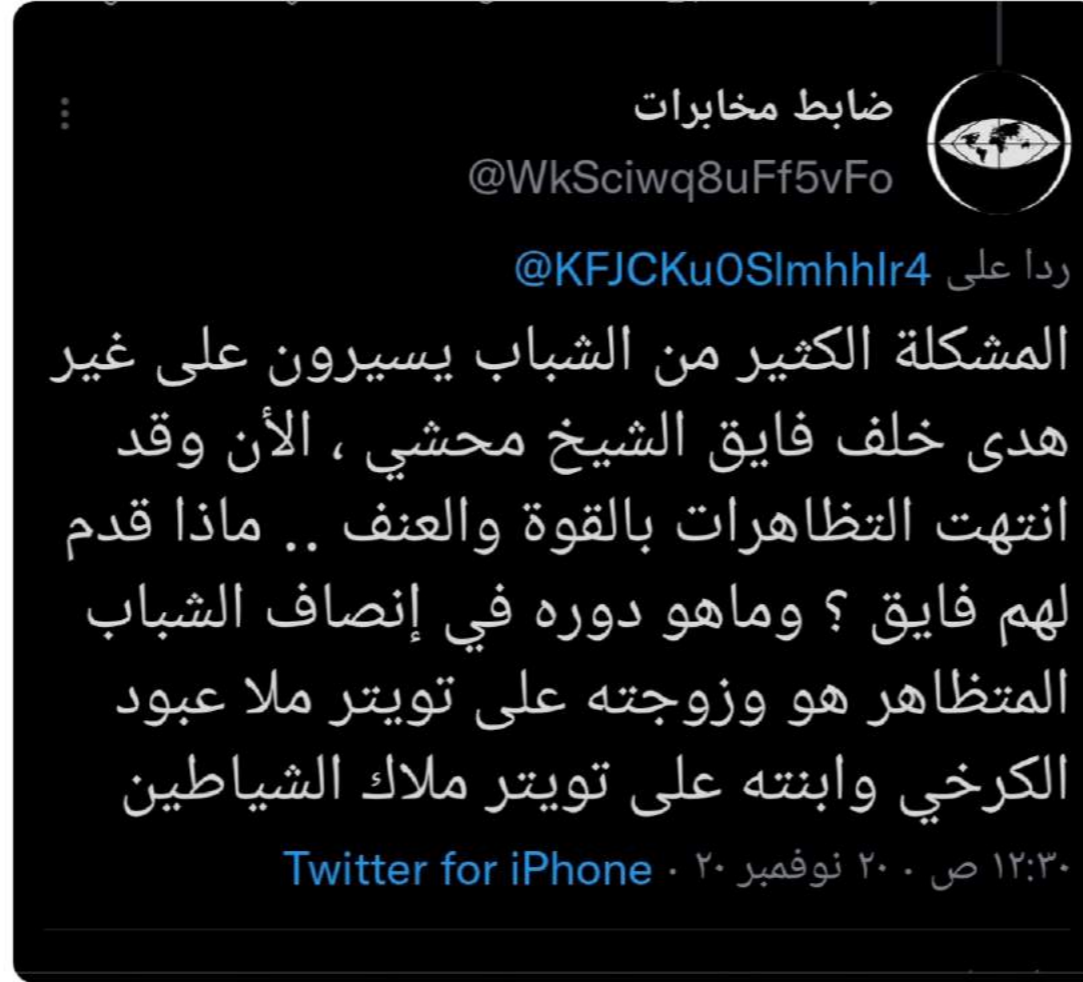 ضابط مخابرات
@WkSciwq8uFf5vFo
ردا على @KFJCKu0SlmhhIr4
المشكلة الكثير من الشباب يسيرون على غير
هدى خلف فايق الشيخ محشي ، الأن وقد
انتهت التظاهرات بالقوة والعنف .. ماذا قدم
لهم فايق ؟ وماهو دوره في إنصاف الشباب
المتظاهر هو وزوجته على تويتر ملا عبود
الكرخي وابنته على تويتر ملاك الشياطين
١٢:٣٠ ص · ٢٠ نوفمبر ٢٠ · Twitter for iPhone